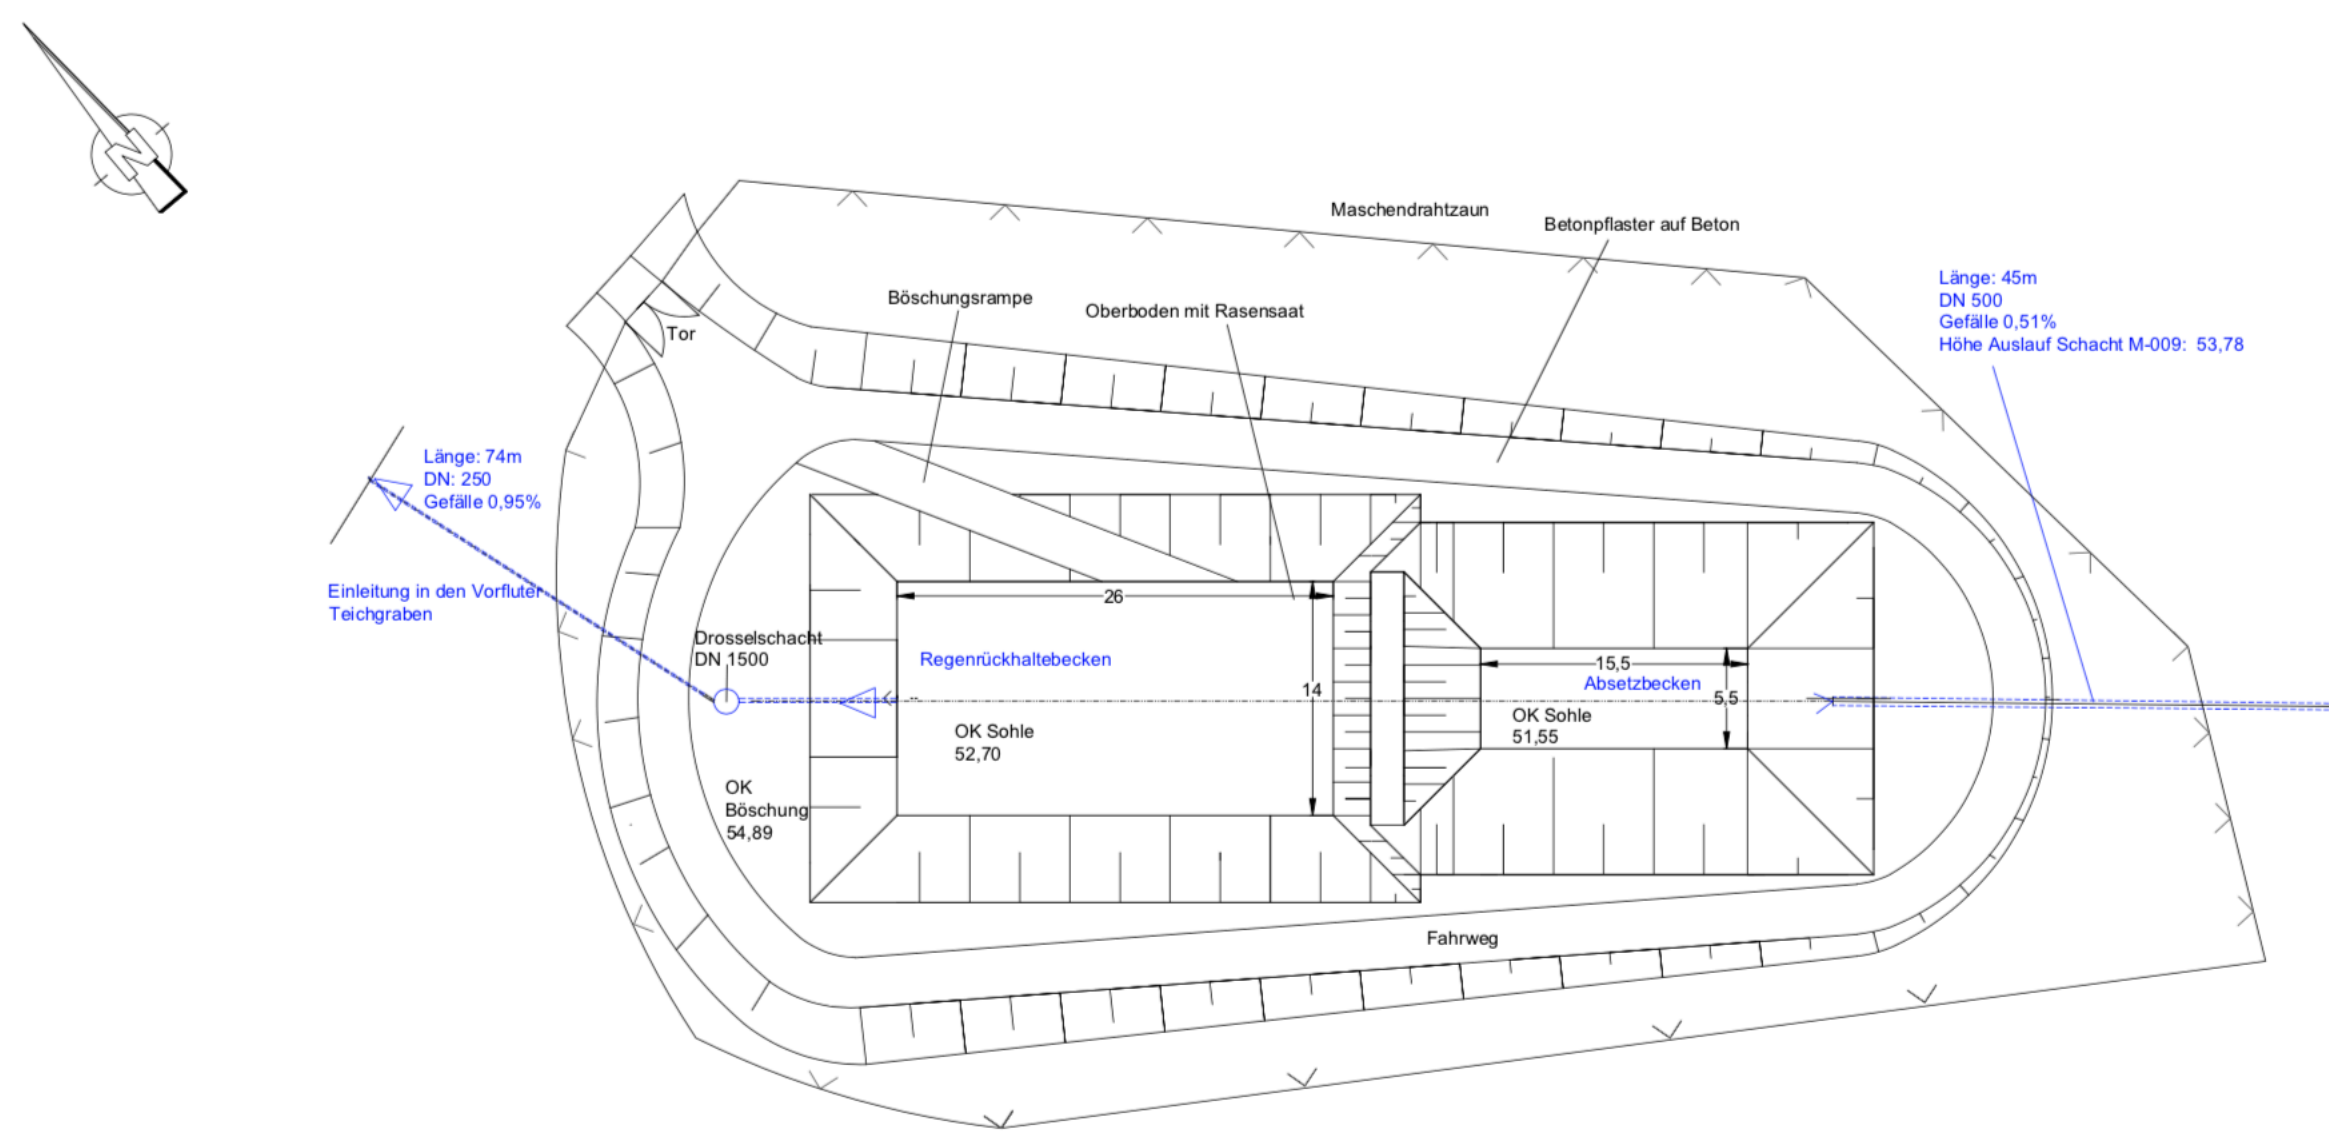 N
Maschendrahtzaun
Betonpflaster auf Beton
Länge: 45m
DN 500
Gefälle 0,51%
Höhe Auslauf Schacht M-009: 53,78
Böschungsrampe
Oberboden mit Rasensaat
Tor
Länge: 74m
DN: 250
Gefälle 0,95%
Einleitung in den Vorfluter
Teichgraben
Drosselschacht
DN 1500
26
Regenrückhaltebecken
14
15,5
Absetzbecken
5,5
OK Sohle
51,55
OK Sohle
52,70
OK
Böschung
54,89
Fahrweg